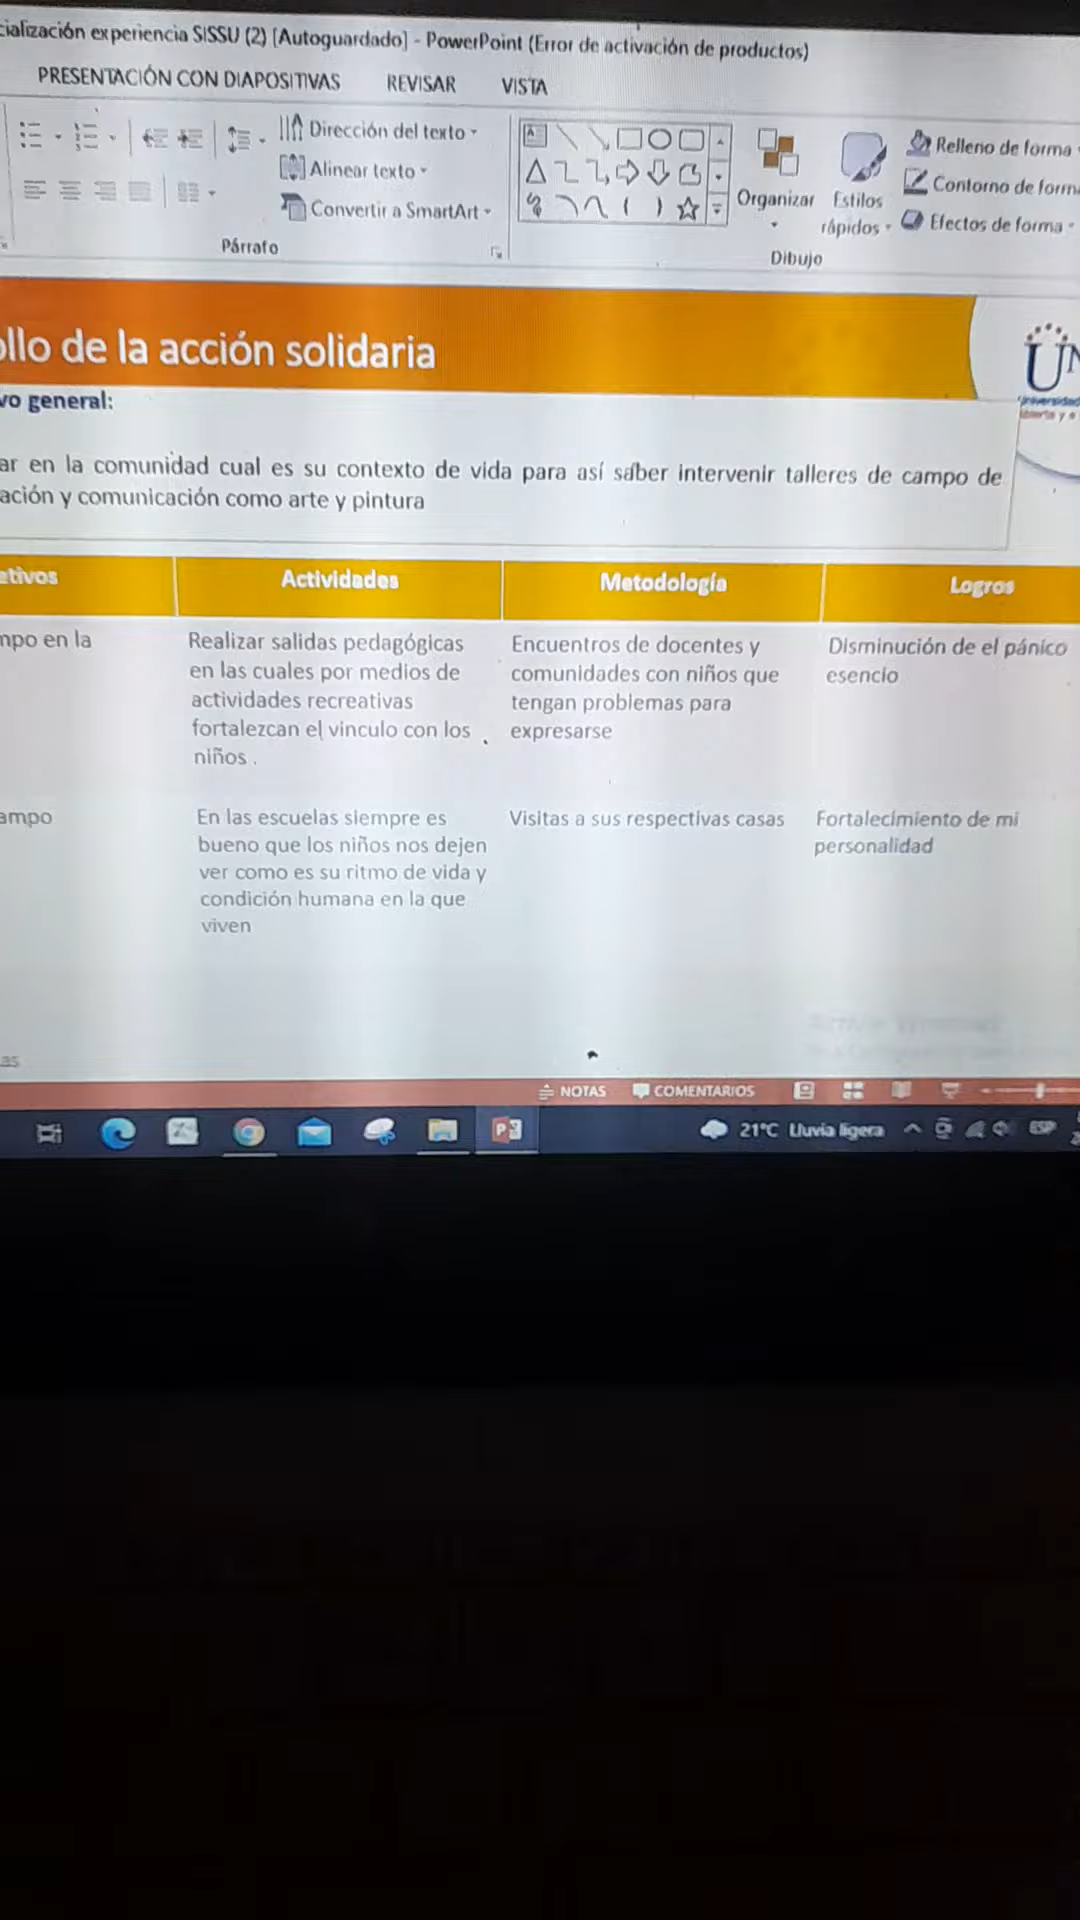 cialización experiencia SISSU (2) [Autoguardado] - PowerPoint (Error de activación de productos)
PRESENTACIÓN CON DIAPOSITIVAS REVISAR VISTA
Dirección del texto
Alinear texto
Convertir a SmartArt
Párrafo
Organizar
Estilos
rápidos
Relleno de forma
Contorno de form
Efectos de forma
Dibujo
ollo de la acción solidaria
vo general:
UN
Universidad
ar en la comunidad cual es su contexto de vida para así saber intervenir talleres de campo de
ación y comunicación como arte y pintura
etivos Actividades Metodología Logros
mpo en la
Realizar salidas pedagógicas
en las cuales por medios de
actividades recreativas
fortalezcan el vinculo con los
niños .
Encuentros de docentes y
comunidades con niños que
tengan problemas para
expresarse
Disminución de el pánico
esencio
ampo
En las escuelas siempre es
bueno que los niños nos dejen
ver como es su ritmo de vida y
condición humana en la que
viven
Visitas a sus respectivas casas
Fortalecimiento de mi
personalidad
as
NOTAS COMENTARIOS
21°C Lluvia ligera ESP